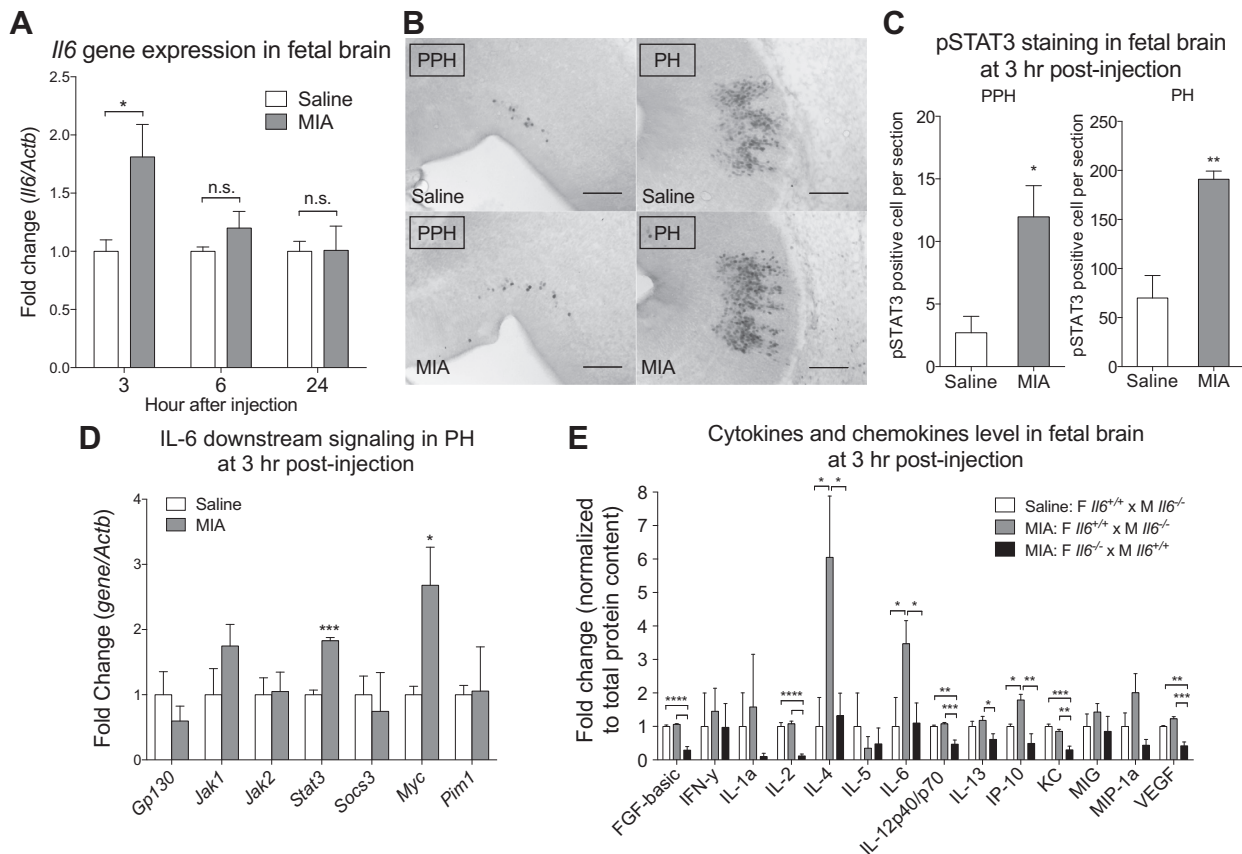 A
Il6 gene expression in fetal brain
Fold change (Il6/Actb)
2.5
2.0
1.5
1.0
0.5
0.0
Saline
MIA
*
n.s.
n.s.
3 6 24
Hour after injection
B
PPH
Saline
PH
Saline
PPH
MIA
PH
MIA
C
pSTAT3 staining in fetal brain
at 3 hr post-injection
PPH
pSTAT3 positive cell per section
20
15
10
5
0
*
Saline MIA
PH
pSTAT3 positive cell per section
250
200
150
100
50
0
**
Saline MIA
D
IL-6 downstream signaling in PH
at 3 hr post-injection
Fold Change (gene/Actb)
4
3
2
1
0
Saline
MIA
***
*
Gp130
Jak1
Jak2
Stat3
Socs3
Myc
Pim1
E
Cytokines and chemokines level in fetal brain
at 3 hr post-injection
Fold change (normalized
to total protein content)
8
6
4
2
0
Saline: F Il6+/+ x M Il6-/-
MIA: F Il6+/+ x M Il6-/-
MIA: F Il6-/- x M Il6+/+
****
****
* *
* *
**
***
*
* **
***
**
**
***
FGF-basic
IFN-y
IL-1a
IL-2
IL-4
IL-5
IL-6
IL-12p40/p70
IL-13
IP-10
KC
MIG
MIP-1a
VEGF